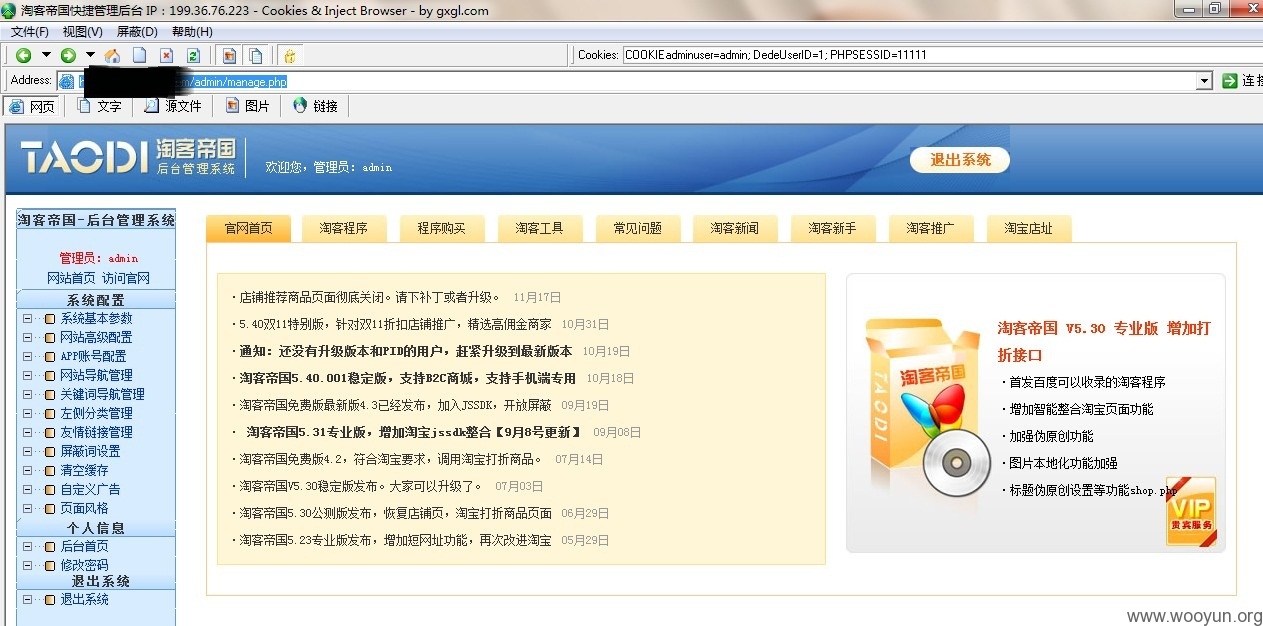 淘客帝国快捷管理后台 IP：199.36.76.223 - Cookies & Inject Browser - by gxgl.com
文件(F) 视图(V) 屏蔽(D) 帮助(H)
Cookies: COOKIEadminuser=admin; DedeUserID=1; PHPSESSID=11111
Address: m/admin/manage.php 连接
网页 文字 源文件 图片 链接
TAODI 淘客帝国 后台管理系统 欢迎您，管理员：admin 退出系统
淘客帝国-后台管理系统
管理员：admin
网站首页 访问官网
系统配置
系统基本参数
网站高级配置
APP账号配置
网站导航管理
关键词导航管理
左侧分类管理
友情链接管理
屏蔽词设置
清空缓存
自定义广告
页面风格
个人信息
后台首页
修改密码
退出系统
退出系统
官网首页 淘客程序 程序购买 淘客工具 常见问题 淘客新闻 淘客新手 淘客推广 淘宝店址
·店铺推荐商品页面彻底关闭。请下补丁或者升级。 11月17日
·5.40双11特别版，针对双11折扣店铺推广，精选高佣金商家 10月31日
·通知：还没有升级版本和PID的用户，赶紧升级到最新版本 10月19日
·淘客帝国5.40.001稳定版，支持B2C商城，支持手机端专用 10月18日
·淘客帝国免费版最新版4.3已经发布，加入JSSDK，开放屏蔽 09月19日
· 淘客帝国5.31专业版，增加淘宝jssdk整合【9月8号更新】 09月08日
·淘客帝国免费版4.2，符合淘宝要求，调用淘宝打折商品。 07月14日
·淘客帝国V5.30稳定版发布。大家可以升级了。 07月03日
·淘客帝国5.30公测版发布，恢复店铺页，淘宝打折商品页面 06月29日
·淘客帝国5.23专业版发布，增加短网址功能，再次改进淘宝 05月29日
淘客帝国
TAODI
淘客帝国 V5.30 专业版 增加打
折接口
·首发百度可以收录的淘客程序
·增加智能整合淘宝页面功能
·加强伪原创功能
·图片本地化功能加强
·标题伪原创设置等功能shop.php
VIP
贵宾服务
www.wooyun.org